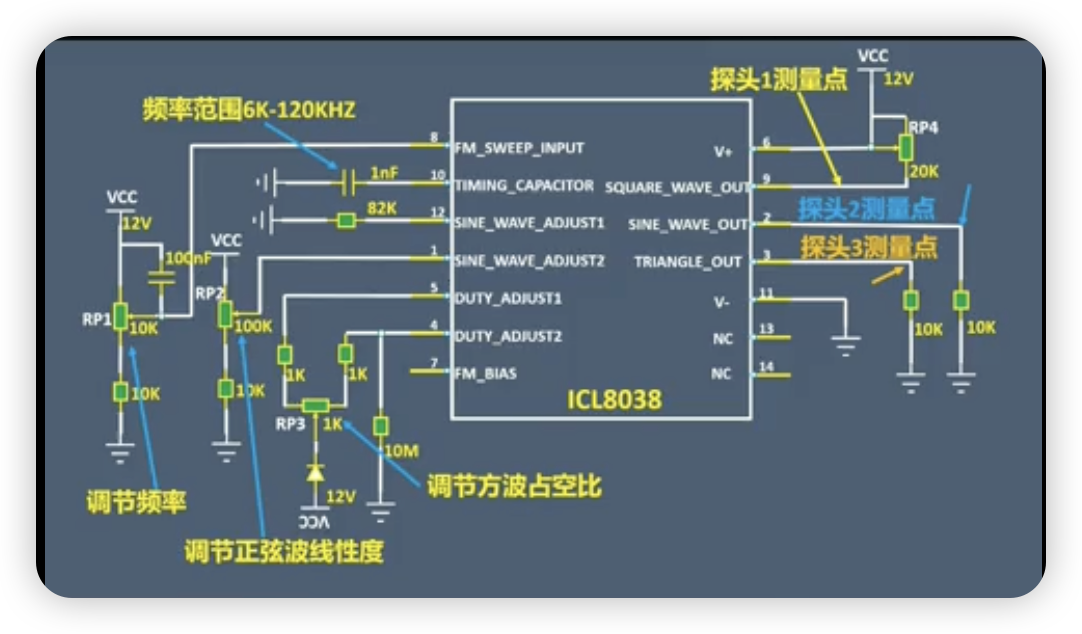 VCC
12V
探头1测量点
频率范围6K-120KHZ
RP4
20K
8
FM_SWEEP_INPUT
V+
6
10
1nF
TIMING_CAPACITOR
SQUARE_WAVE_OUT
9
12
82K
SINE_WAVE_ADJUST1
SINE_WAVE_OUT
2
探头2测量点
VCC
12V
VCC
100nF
1
SINE_WAVE_ADJUST2
TRIANGLE_OUT
3
探头3测量点
RP2
100K
RP1
10K
5
DUTY_ADJUST1
V-
11
10K
10K
4
DUTY_ADJUST2
NC
13
7
FM_BIAS
NC
14
1K
1K
10K
10K
ICL8038
RP3
1K
10M
调节方波占空比
调节频率
12V
VCC
调节正弦波线性度